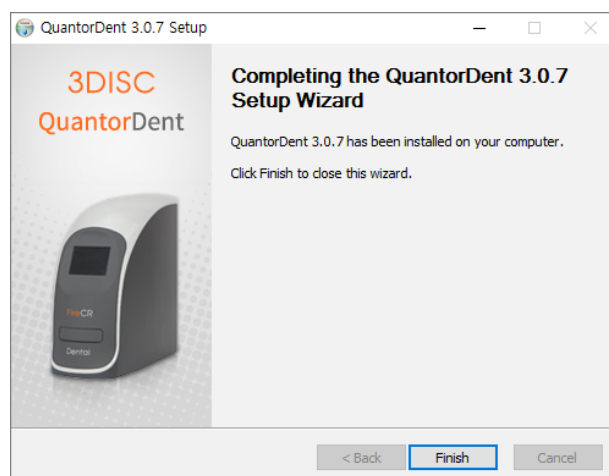 QuantorDent 3.0.7 Setup
3DISC
QuantorDent
FireCR
Dental
Completing the QuantorDent 3.0.7
Setup Wizard
QuantorDent 3.0.7 has been installed on your computer.
Click Finish to close this wizard.
< Back
Finish
Cancel